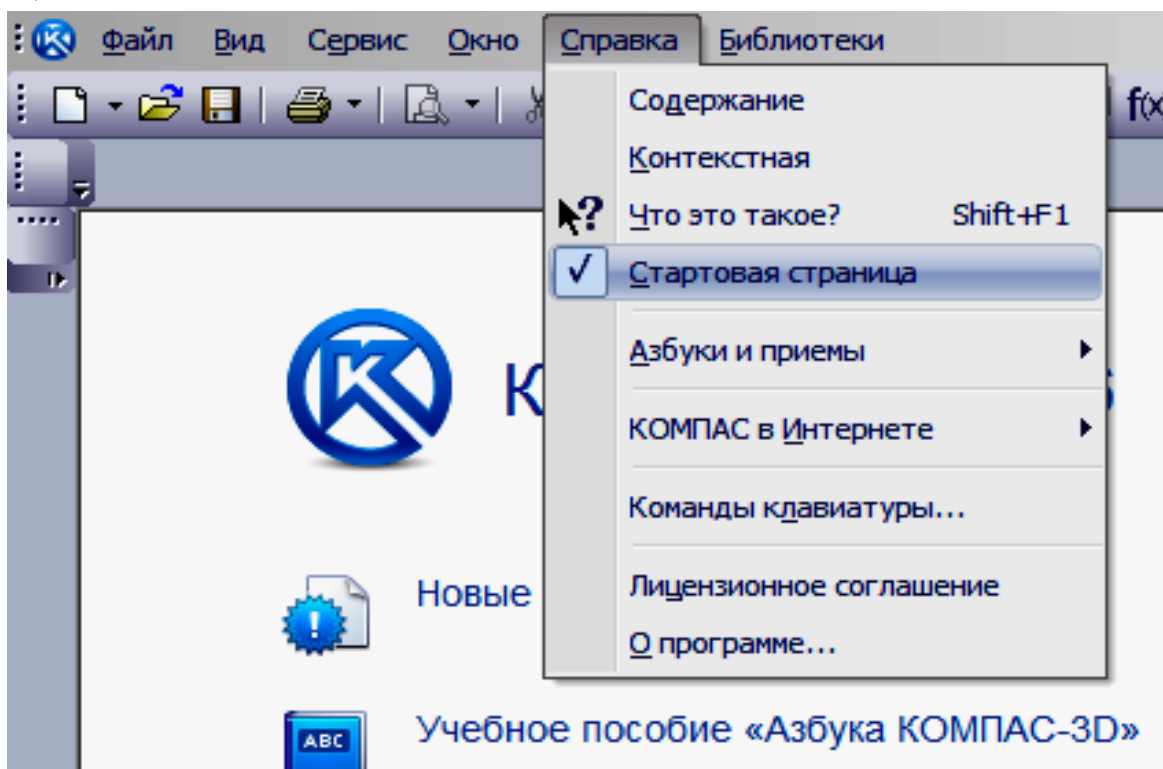 Файл Вид Сервис Окно Справка Библиотеки
Содержание
Контекстная
Что это такое? Shift+F1
Стартовая страница
Азбуки и приемы
КОМПАС в Интернете
Команды клавиатуры...
Лицензионное соглашение
О программе...
Новые
ABC
Учебное пособие «Азбука КОМПАС-3D»